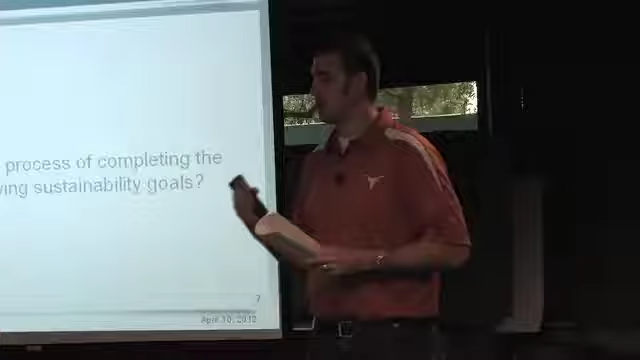 process of completing the
sustainability goals?
7
April 10, 2012